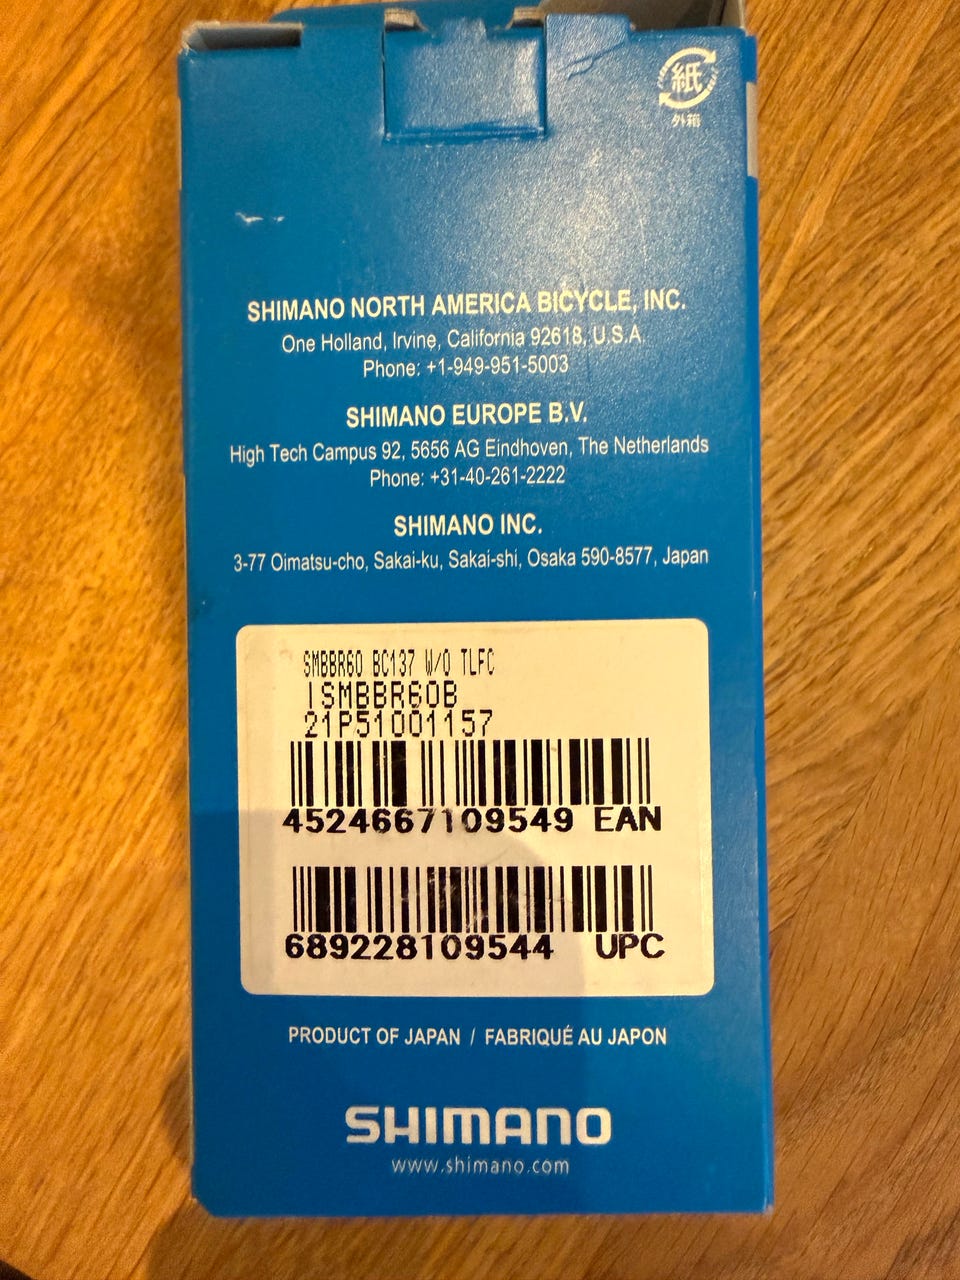 紙
外箱
SHIMANO NORTH AMERICA BICYCLE, INC.
One Holland, Irvine, California 92618, U.S.A.
Phone: +1-949-951-5003
SHIMANO EUROPE B.V.
High Tech Campus 92, 5656 AG Eindhoven, The Netherlands
Phone: +31-40-261-2222
SHIMANO INC.
3-77 Oimatsu-cho, Sakai-ku, Sakai-shi, Osaka 590-8577, Japan
SMBBR60 BC137 W/O TLFC
ISMBBR60B
21P51001157
4524667109549 EAN
689228109544 UPC
PRODUCT OF JAPAN / FABRIQUÉ AU JAPON
SHIMANO
www.shimano.com